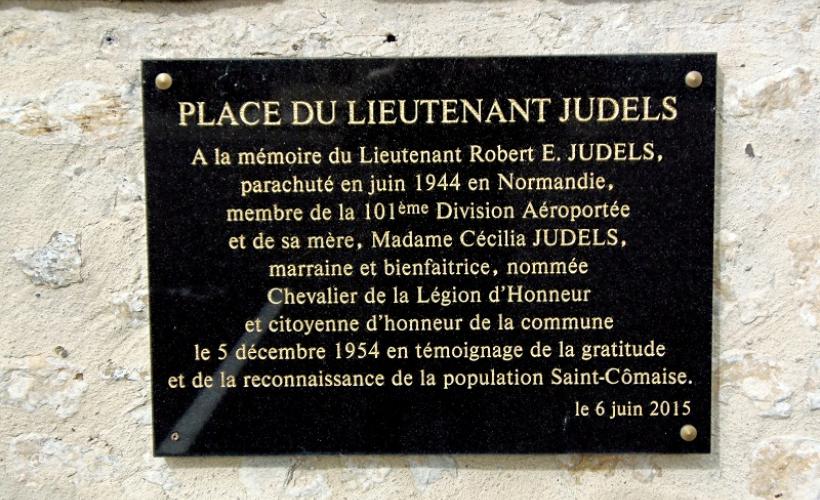 PLACE DU LIEUTENANT JUDELS
A la mémoire du Lieutenant Robert E. JUDELS,
parachuté en juin 1944 en Normandie,
membre de la 101ème Division Aéroportée
et de sa mère, Madame Cécilia JUDELS,
marraine et bienfaitrice, nommée
Chevalier de la Légion d'Honneur
et citoyenne d'honneur de la commune
le 5 décembre 1954 en témoignage de la gratitude
et de la reconnaissance de la population Saint-Cômaise.
le 6 juin 2015